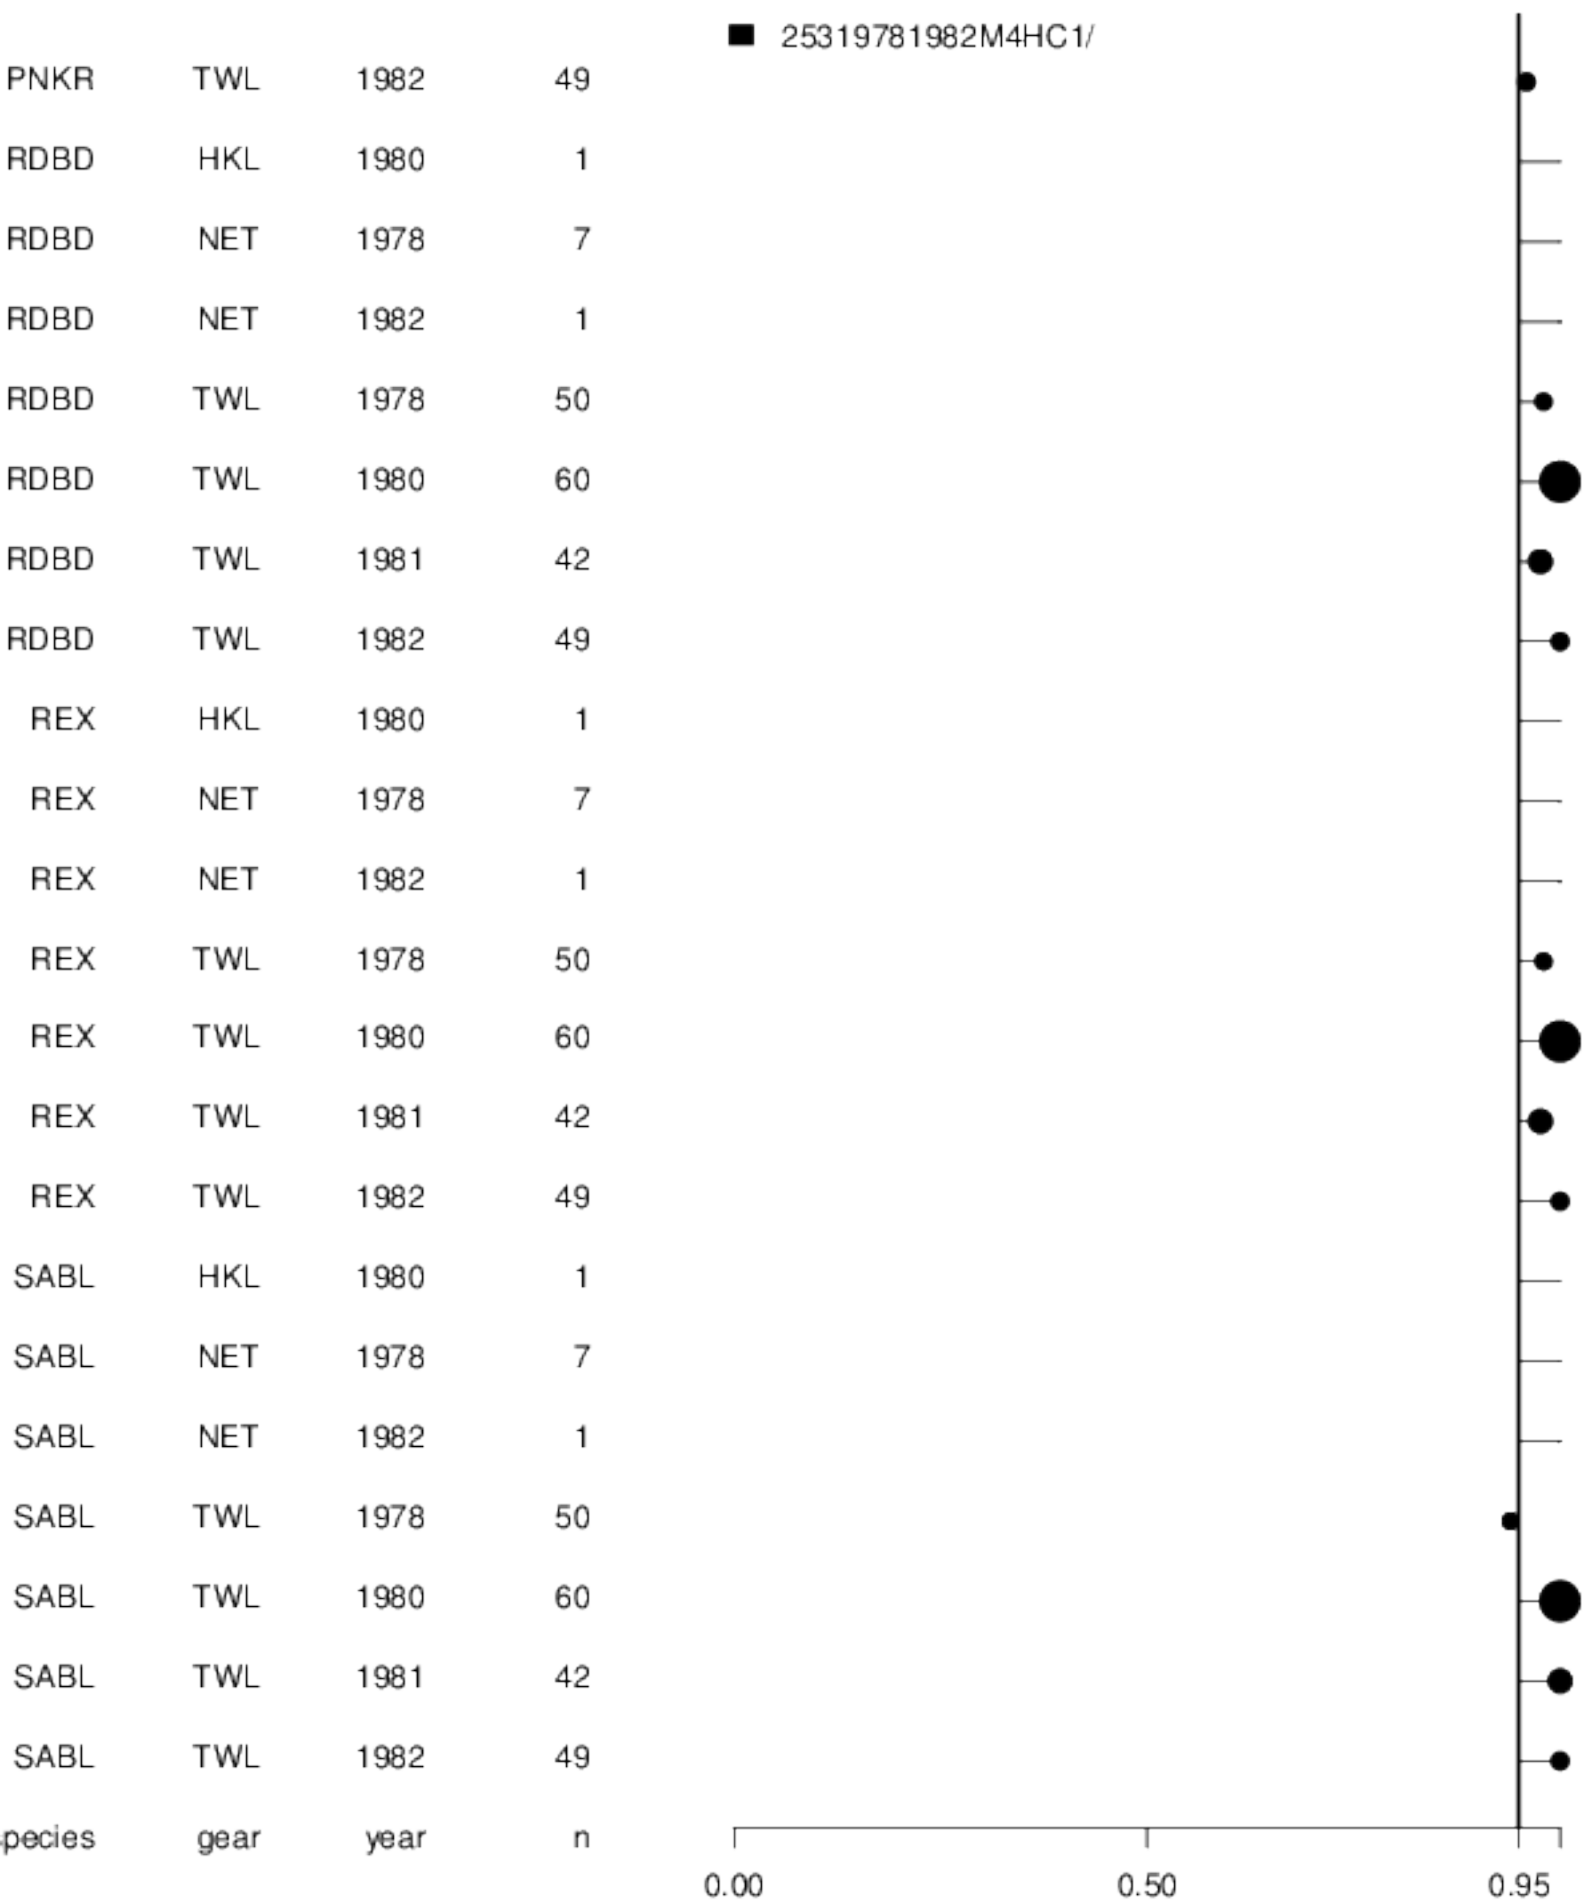 25319781982M4HC1/
PNKR TWL 1982 49
RDBD HKL 1980 1
RDBD NET 1978 7
RDBD NET 1982 1
RDBD TWL 1978 50
RDBD TWL 1980 60
RDBD TWL 1981 42
RDBD TWL 1982 49
REX HKL 1980 1
REX NET 1978 7
REX NET 1982 1
REX TWL 1978 50
REX TWL 1980 60
REX TWL 1981 42
REX TWL 1982 49
SABL HKL 1980 1
SABL NET 1978 7
SABL NET 1982 1
SABL TWL 1978 50
SABL TWL 1980 60
SABL TWL 1981 42
SABL TWL 1982 49
pecies gear year n
0.00 0.50 0.95